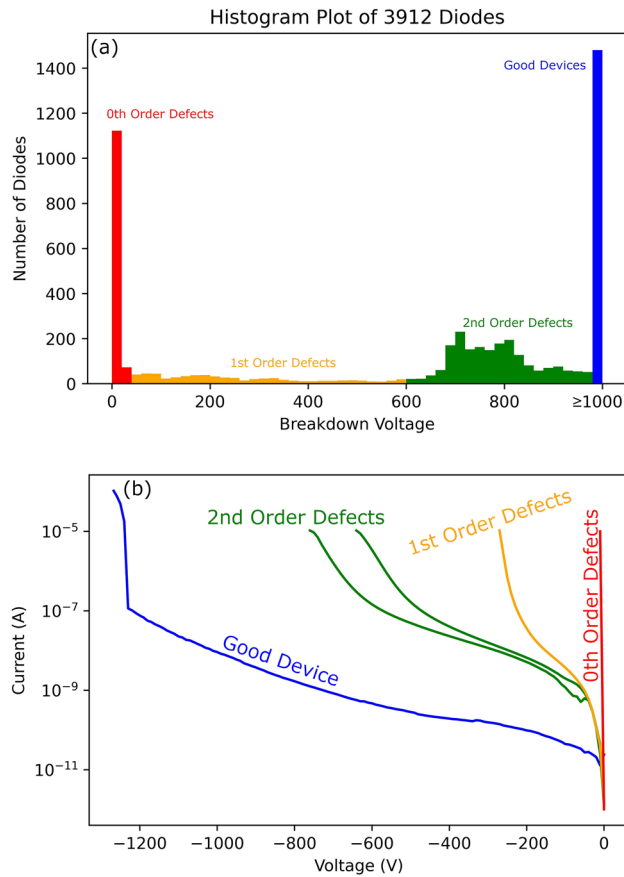 Histogram Plot of 3912 Diodes
(a)
Good Devices
0th Order Defects
2nd Order Defects
1st Order Defects
Number of Diodes
1400
1200
1000
800
600
400
200
0
0
200
400
600
800
≥1000
Breakdown Voltage
(b)
2nd Order Defects
1st Order Defects
0th Order Defects
Good Device
Current (A)
10⁻⁵
10⁻⁷
10⁻⁹
10⁻¹¹
−1200
−1000
−800
−600
−400
−200
0
Voltage (V)